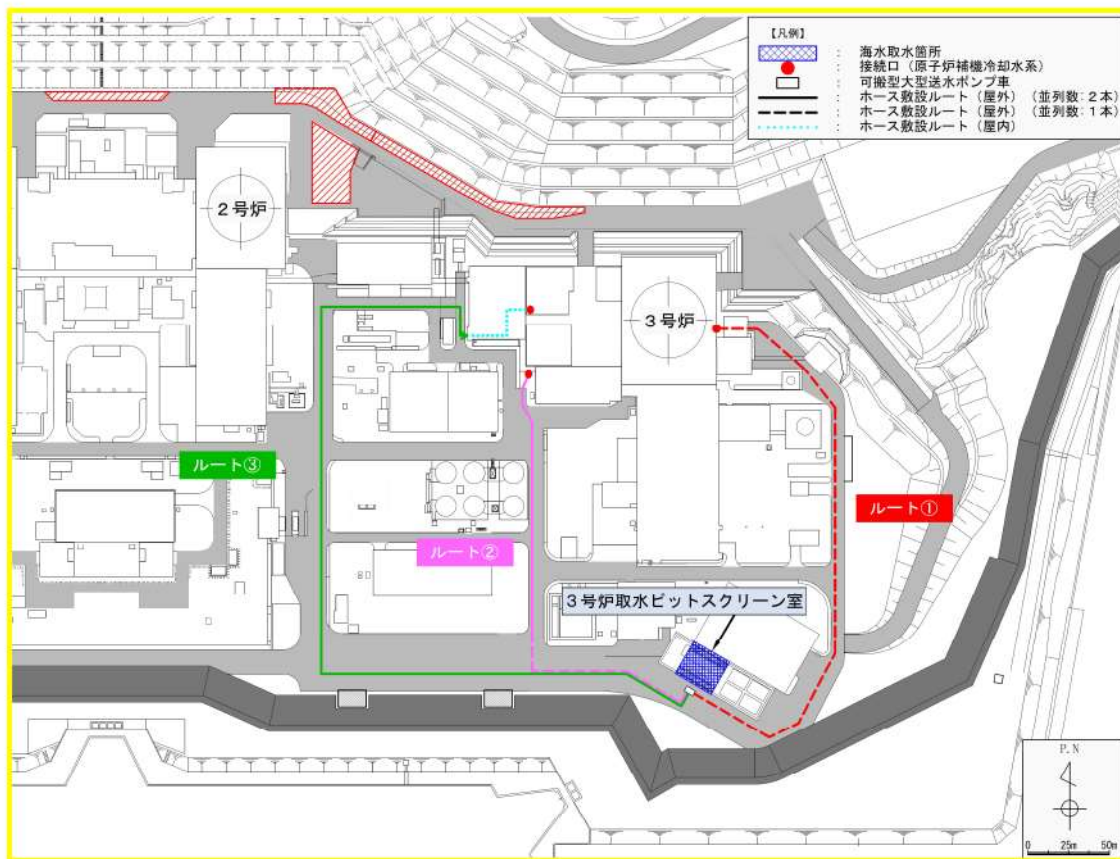 【凡例】
： 海水取水箇所
： 接続口（原子炉補機冷却水系）
： 可搬型大型送水ポンプ車
： ホース敷設ルート（屋外）（並列数：２本）
： ホース敷設ルート（屋外）（並列数：１本）
： ホース敷設ルート（屋内）
２号炉
３号炉
ルート③
ルート①
ルート②
３号炉取水ピットスクリーン室
P.N
0 25m 50m